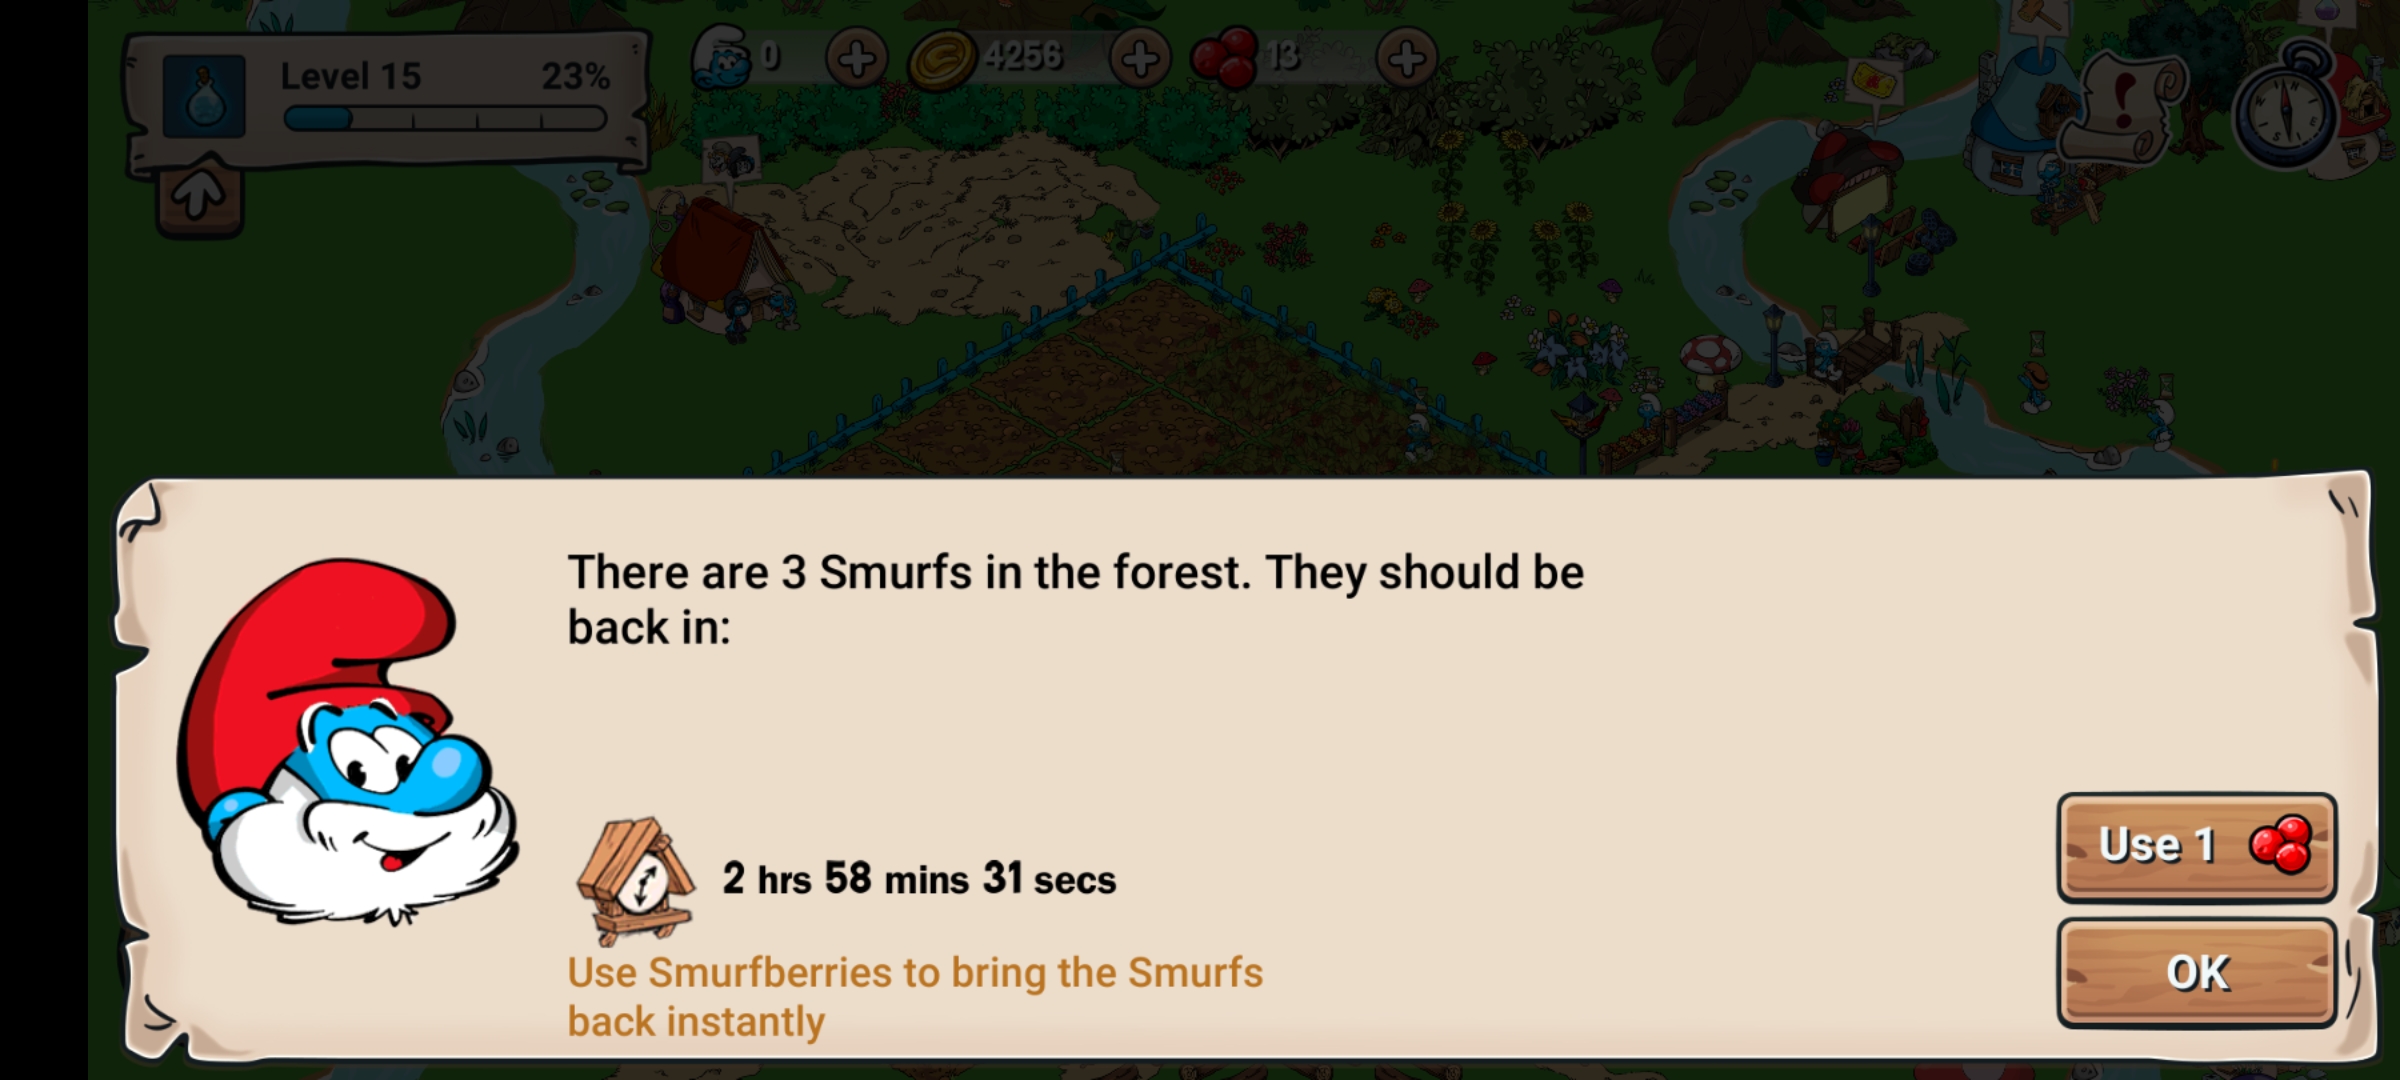 Level 15
23%
0
4256
13
There are 3 Smurfs in the forest. They should be
back in:
2 hrs 58 mins 31 secs
Use Smurfberries to bring the Smurfs
back instantly
Use 1
OK